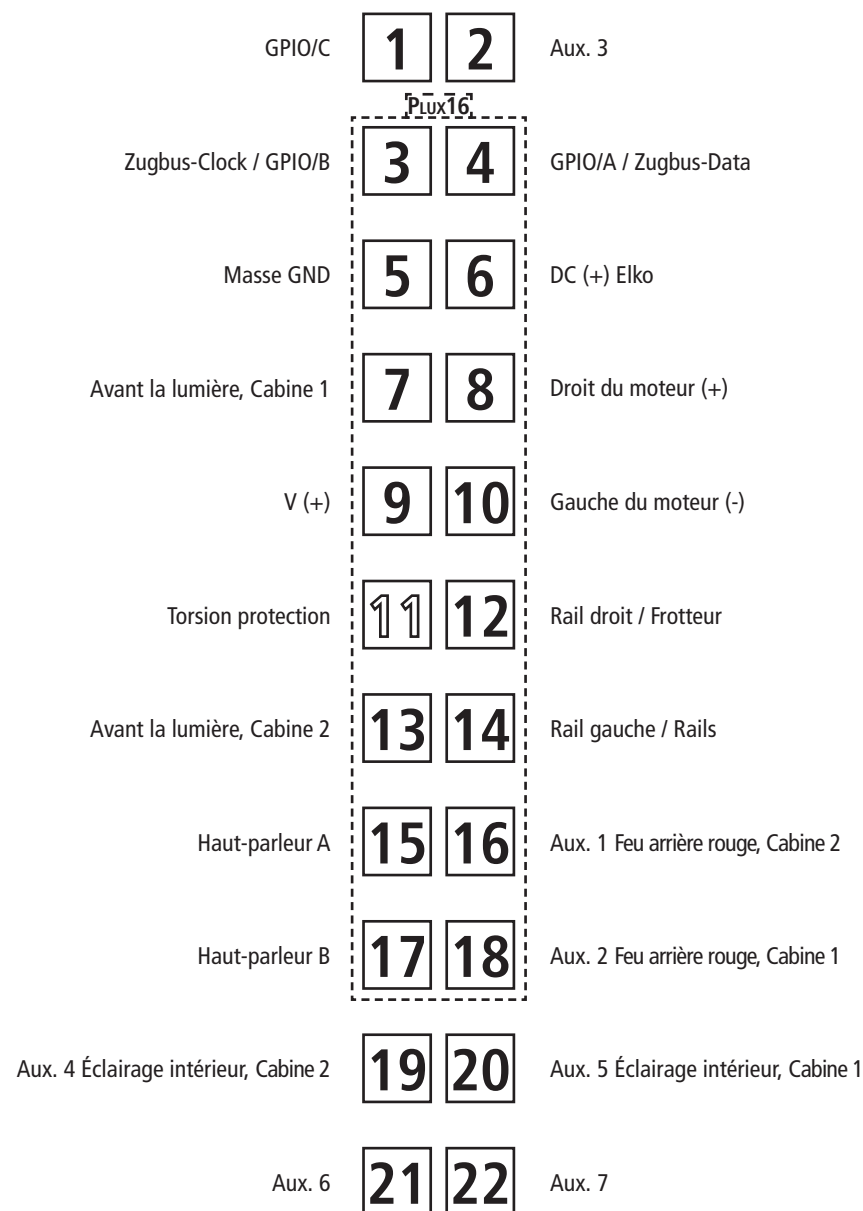 GPIO/C 1 2 Aux. 3
PLUX16
Zugbus-Clock / GPIO/B 3 4 GPIO/A / Zugbus-Data
Masse GND 5 6 DC (+) Elko
Avant la lumière, Cabine 1 7 8 Droit du moteur (+)
V (+) 9 10 Gauche du moteur (-)
Torsion protection 11 12 Rail droit / Frotteur
Avant la lumière, Cabine 2 13 14 Rail gauche / Rails
Haut-parleur A 15 16 Aux. 1 Feu arrière rouge, Cabine 2
Haut-parleur B 17 18 Aux. 2 Feu arrière rouge, Cabine 1
Aux. 4 Éclairage intérieur, Cabine 2 19 20 Aux. 5 Éclairage intérieur, Cabine 1
Aux. 6 21 22 Aux. 7